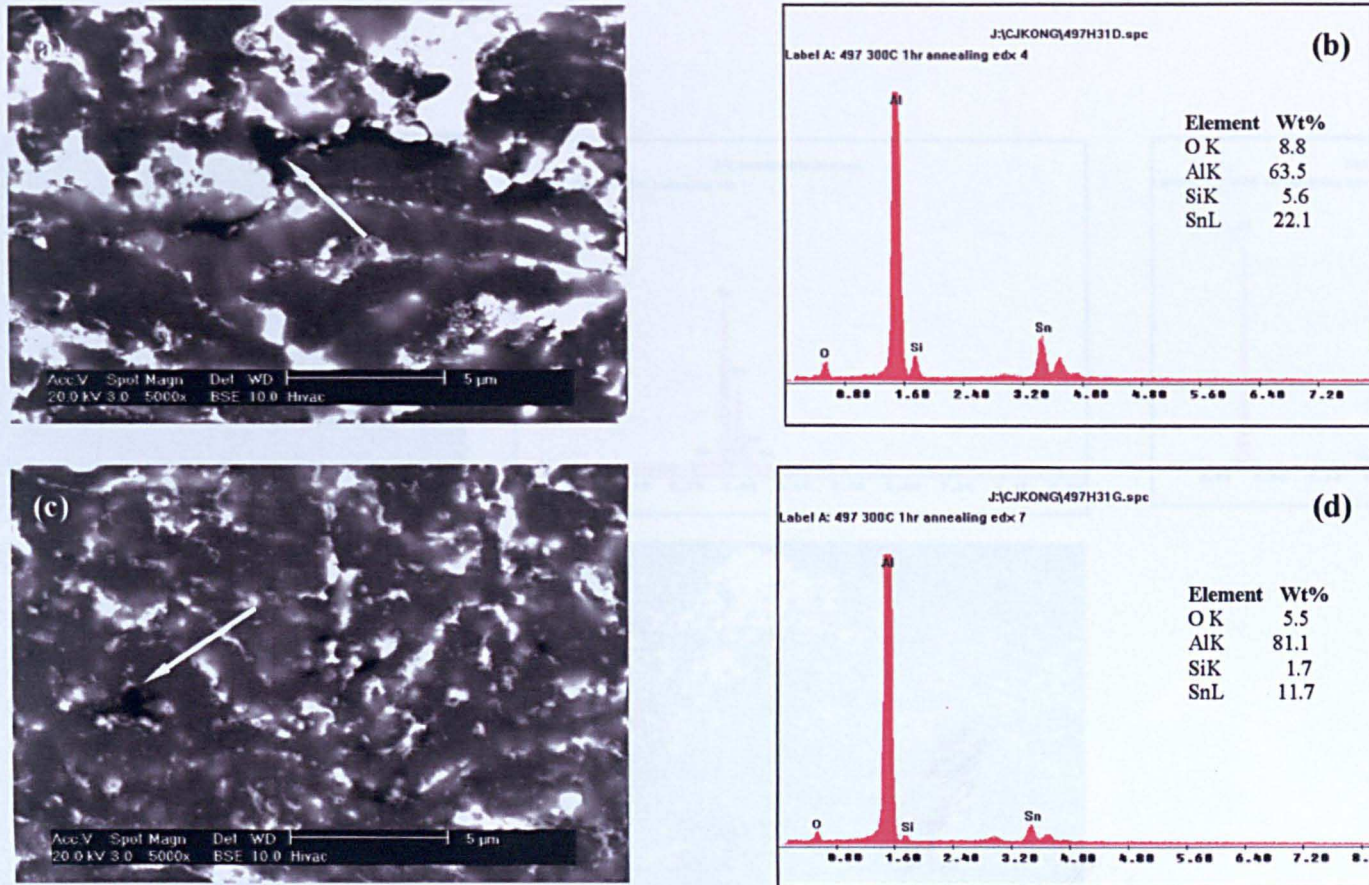 (a)
Acc.V Spot Magn Det WD 5 µm
20.0 kV 3.0 5000x BSE 10.0 Hivac
J:\CJKONG\497H31D.spc
(b)
Label A: 497 300C 1hr annealing edx 4
Al
Element Wt%
O K 8.8
AlK 63.5
SiK 5.6
SnL 22.1
Sn
O
Si
0.80 1.60 2.40 3.20 4.00 4.80 5.60 6.40 7.20
(c)
Acc.V Spot Magn Det WD 5 µm
20.0 kV 3.0 5000x BSE 10.0 Hivac
J:\CJKONG\497H31G.spc
(d)
Label A: 497 300C 1hr annealing edx 7
Al
Element Wt%
O K 5.5
AlK 81.1
SiK 1.7
SnL 11.7
O
Si
Sn
0.80 1.60 2.40 3.20 4.00 4.80 5.60 6.40 7.20